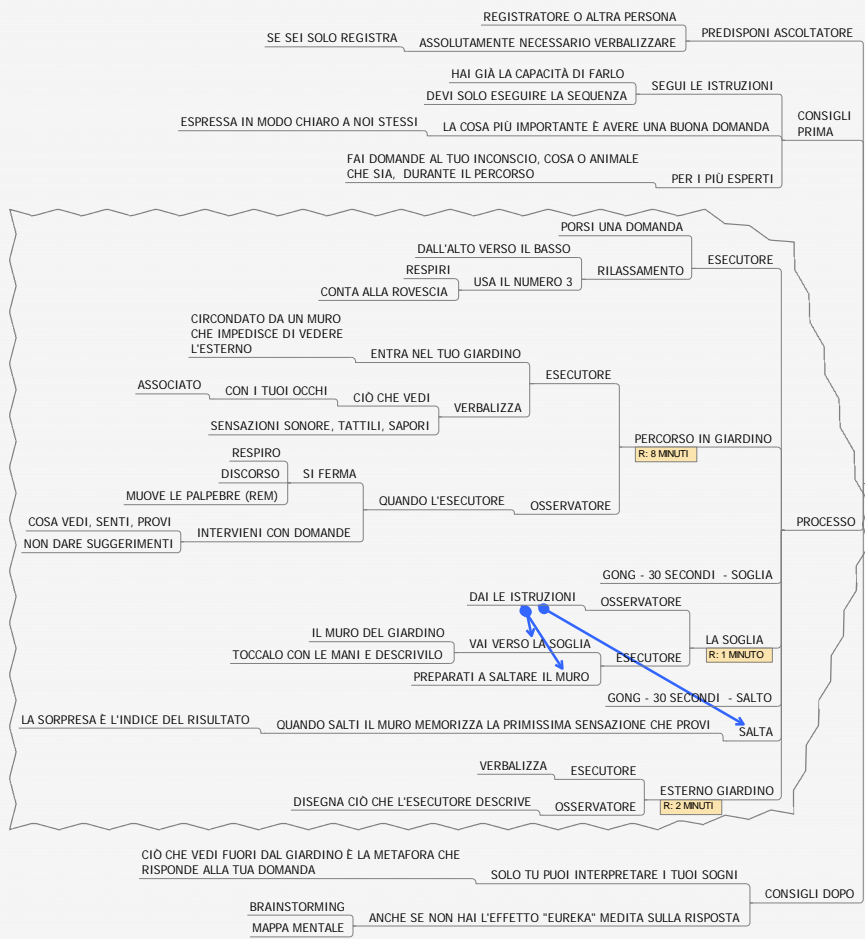 REGISTRATORE O ALTRA PERSONA
SE SEI SOLO REGISTRA
ASSOLUTAMENTE NECESSARIO VERBALIZZARE
PREDISPONI ASCOLTATORE
HAI GIÀ LA CAPACITÀ DI FARLO
DEVI SOLO ESEGUIRE LA SEQUENZA
SEGUI LE ISTRUZIONI
ESPRESSA IN MODO CHIARO A NOI STESSI
LA COSA PIÙ IMPORTANTE È AVERE UNA BUONA DOMANDA
CONSIGLI
PRIMA
FAI DOMANDE AL TUO INCONSCIO, COSA O ANIMALE
CHE SIA, DURANTE IL PERCORSO
PER I PIÙ ESPERTI
PORSI UNA DOMANDA
DALL'ALTO VERSO IL BASSO
RESPIRI
CONTA ALLA ROVESCIA
USA IL NUMERO 3
RILASSAMENTO
ESECUTORE
CIRCONDATO DA UN MURO
CHE IMPEDISCE DI VEDERE
L'ESTERNO
ENTRA NEL TUO GIARDINO
ESECUTORE
ASSOCIATO
CON I TUOI OCCHI
CIÒ CHE VEDI
VERBALIZZA
SENSAZIONI SONORE, TATTILI, SAPORI
PERCORSO IN GIARDINO
R: 8 MINUTI
RESPIRO
DISCORSO
MUOVE LE PALPEBRE (REM)
SI FERMA
QUANDO L'ESECUTORE
OSSERVATORE
COSA VEDI, SENTI, PROVI
NON DARE SUGGERIMENTI
INTERVIENI CON DOMANDE
PROCESSO
GONG - 30 SECONDI - SOGLIA
DAI LE ISTRUZIONI
OSSERVATORE
IL MURO DEL GIARDINO
TOCCALO CON LE MANI E DESCRIVILO
VAI VERSO LA SOGLIA
ESECUTORE
PREPARATI A SALTARE IL MURO
LA SOGLIA
R: 1 MINUTO
GONG - 30 SECONDI - SALTO
LA SORPRESA È L'INDICE DEL RISULTATO
QUANDO SALTI IL MURO MEMORIZZA LA PRIMISSIMA SENSAZIONE CHE PROVI
SALTA
VERBALIZZA
ESECUTORE
DISEGNA CIÒ CHE L'ESECUTORE DESCRIVE
OSSERVATORE
ESTERNO GIARDINO
R: 2 MINUTI
CIÒ CHE VEDI FUORI DAL GIARDINO È LA METAFORA CHE
RISPONDE ALLA TUA DOMANDA
SOLO TU PUOI INTERPRETARE I TUOI SOGNI
CONSIGLI DOPO
BRAINSTORMING
MAPPA MENTALE
ANCHE SE NON HAI L'EFFETTO "EUREKA" MEDITA SULLA RISPOSTA